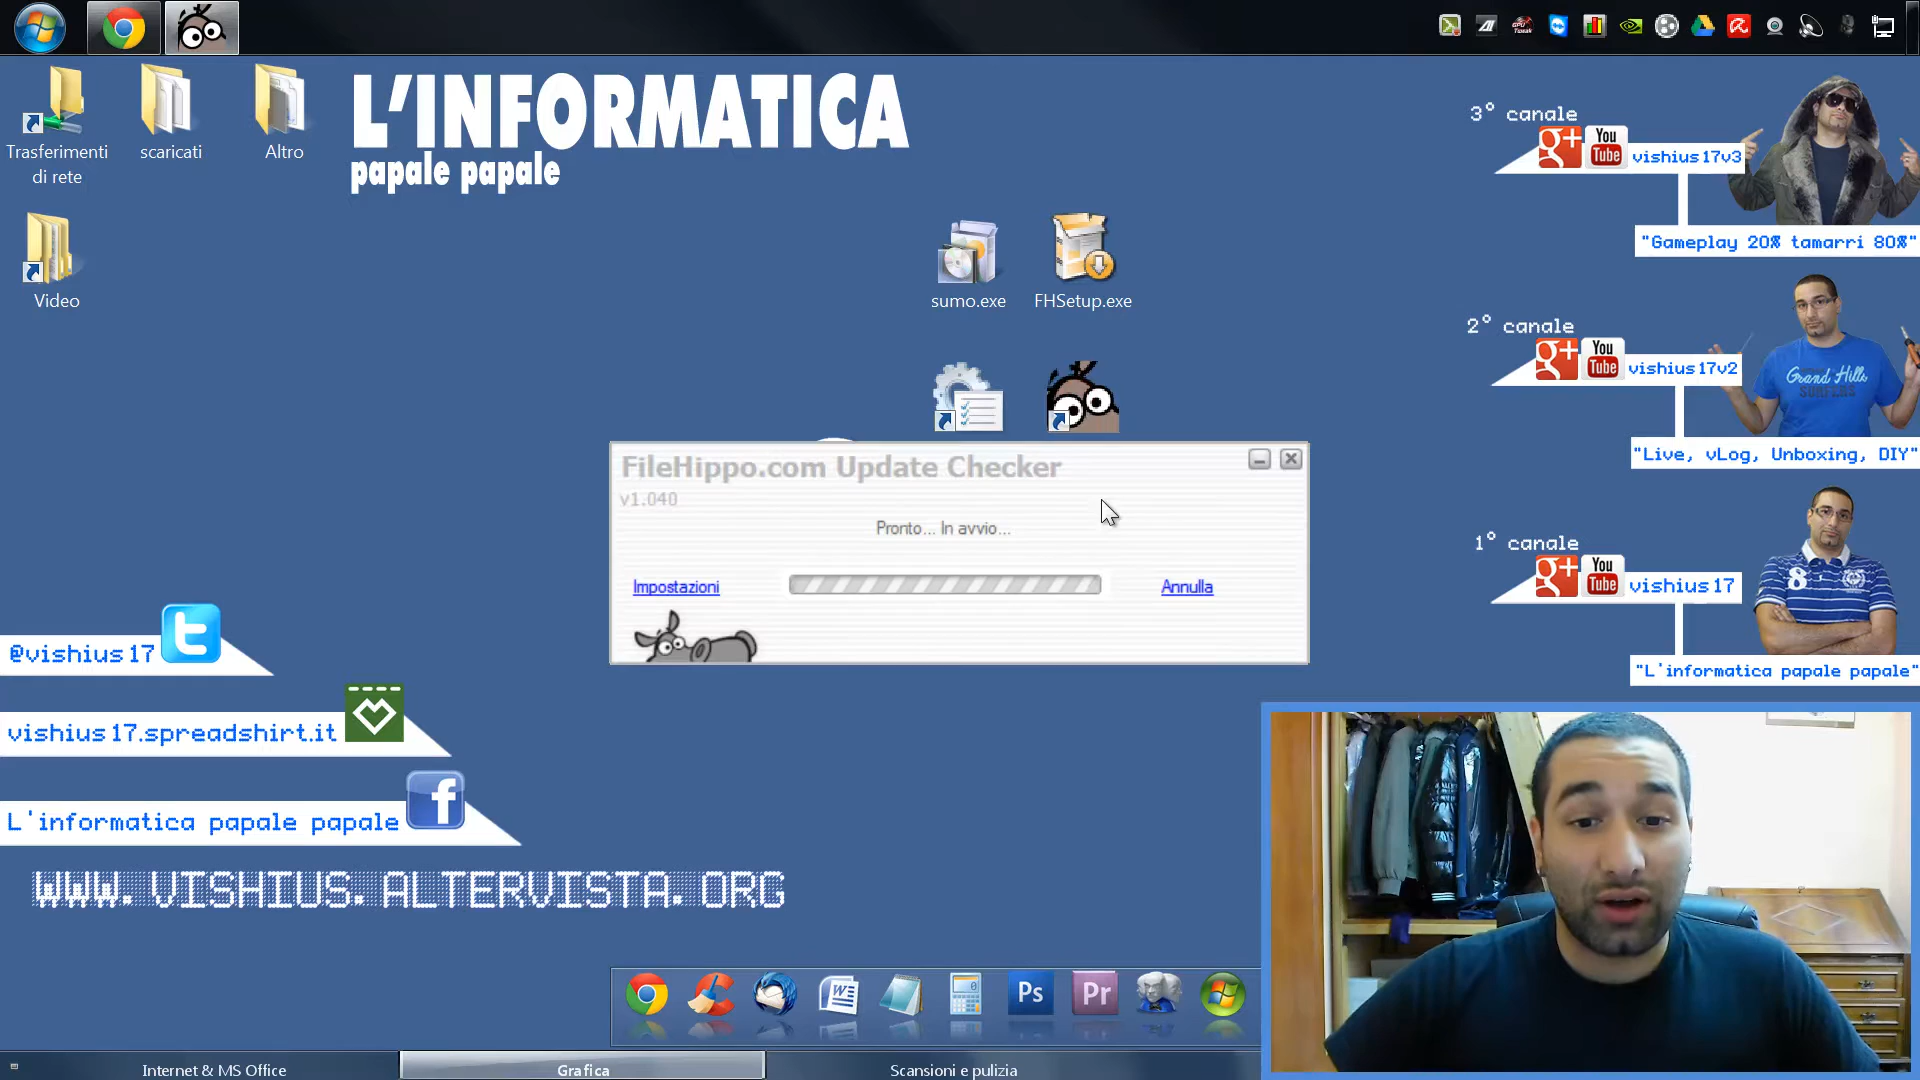 Trasferimenti
di rete
scaricati
Altro
L'INFORMATICA
papale papale
Video
sumo.exe
FHSetup.exe
3° canale
g+ You
Tube
vishius17v3
"Gameplay 20% tamarri 80%"
2° canale
g+ You
Tube
vishius17v2
Grand Hills
"Live, vLog, Unboxing, DIY"
1° canale
g+ You
Tube
vishius17
8
"L'informatica papale papale"
FileHippo.com Update Checker
v1.040
Pronto... In avvio...
Impostazioni
Annulla
@vishius17
vishius17.spreadshirt.it
L'informatica papale papale
WWW.VISHIUS.ALTERVISTA.ORG
Ps
Pr
Internet & MS Office
Grafica
Scansioni e pulizia